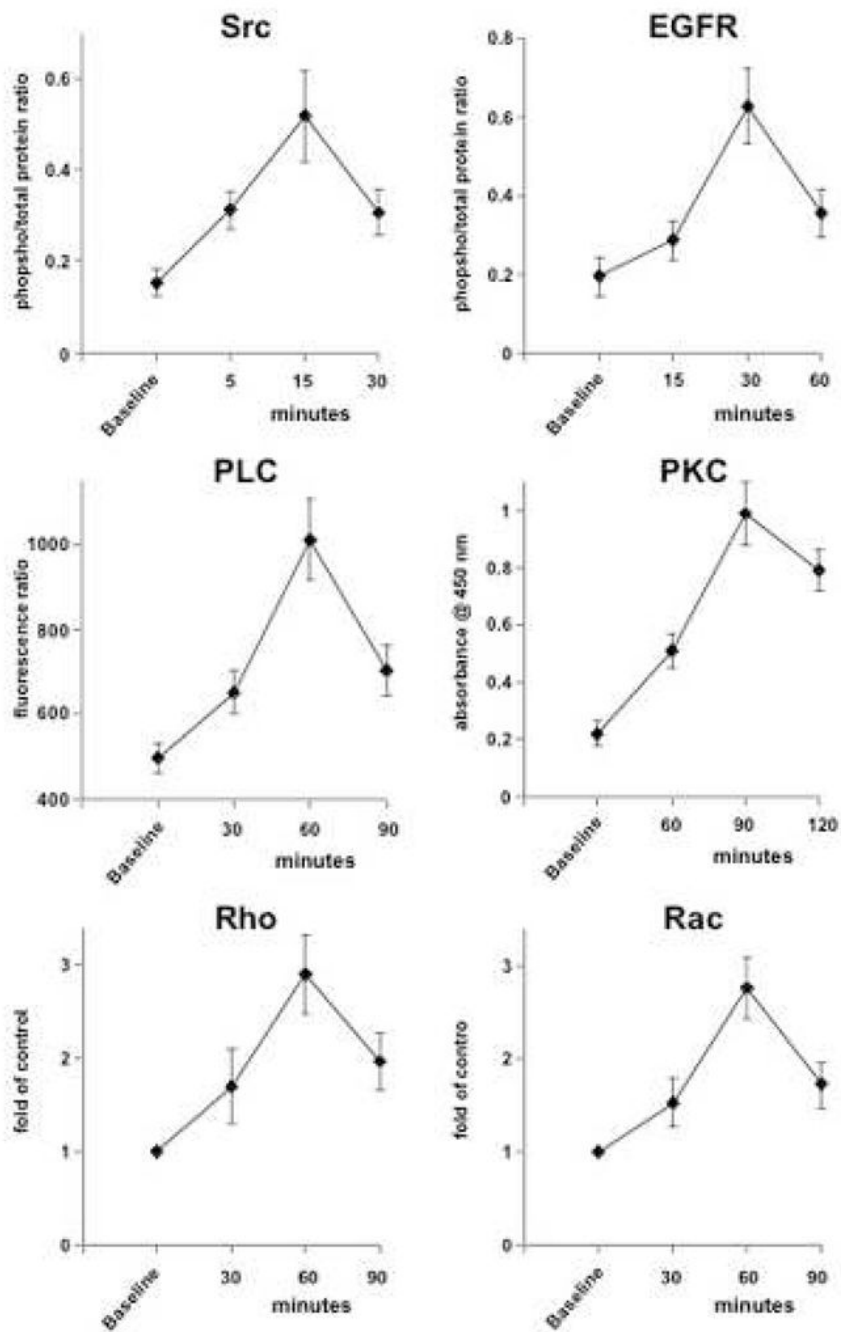 Src
phopsho/total protein ratio
0.6
0.4
0.2
0
Baseline
5
15
30
minutes
EGFR
phopsho/total protein ratio
0.8
0.6
0.4
0.2
0
Baseline
15
30
60
minutes
PLC
fluorescence ratio
1000
800
600
400
Baseline
30
60
90
minutes
PKC
absorbance @ 450 nm
1
0.8
0.6
0.4
0.2
0
Baseline
60
90
120
minutes
Rho
fold of control
3
2
1
0
Baseline
30
60
90
minutes
Rac
fold of contro
3
2
1
0
Baseline
30
60
90
minutes